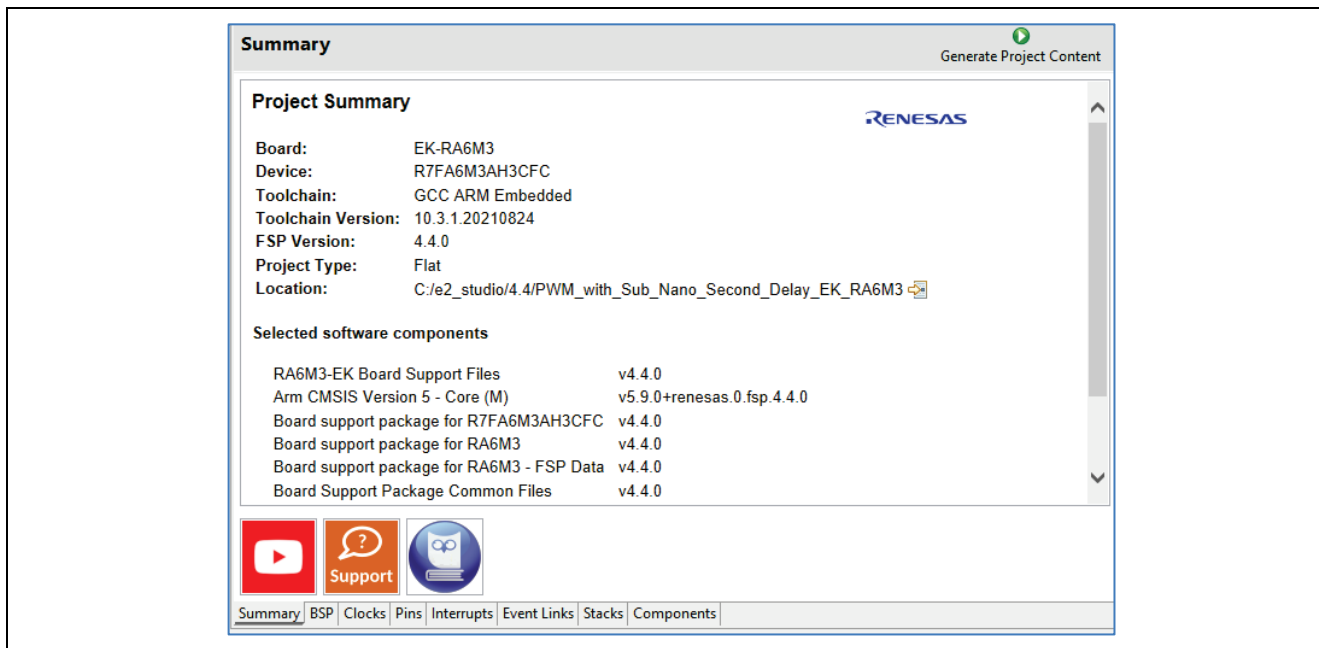 Summary
Generate Project Content
Project Summary
RENESAS
Board: EK-RA6M3
Device: R7FA6M3AH3CFC
Toolchain: GCC ARM Embedded
Toolchain Version: 10.3.1.20210824
FSP Version: 4.4.0
Project Type: Flat
Location: C:/e2_studio/4.4/PWM_with_Sub_Nano_Second_Delay_EK_RA6M3
Selected software components
RA6M3-EK Board Support Files v4.4.0
Arm CMSIS Version 5 - Core (M) v5.9.0+renesas.0.fsp.4.4.0
Board support package for R7FA6M3AH3CFC v4.4.0
Board support package for RA6M3 v4.4.0
Board support package for RA6M3 - FSP Data v4.4.0
Board Support Package Common Files v4.4.0
?
Support
Summary BSP Clocks Pins Interrupts Event Links Stacks Components